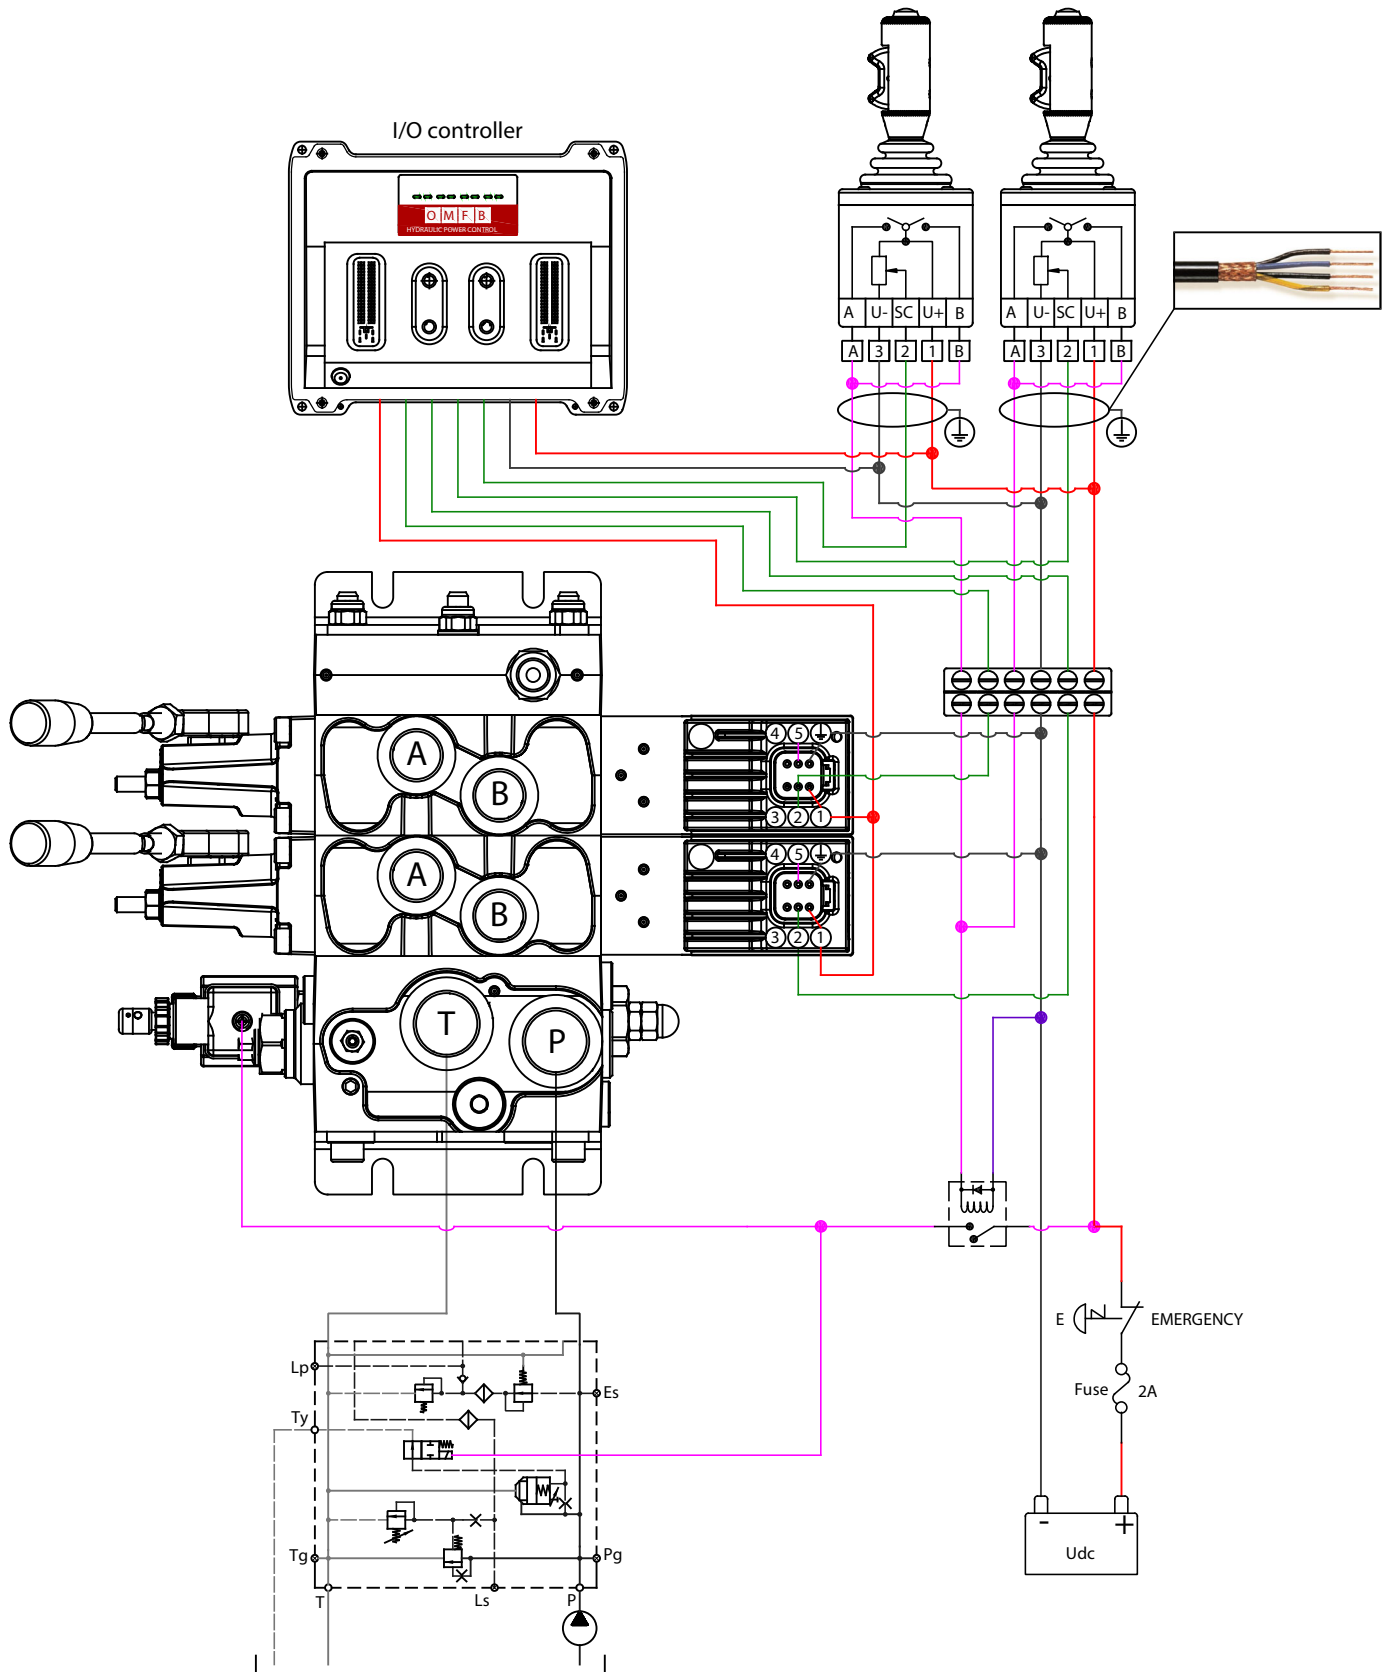 I/O controller
O M F B
HYDRAULIC POWER CONTROL
A U- SC U+ B
A 3 2 1 B
A U- SC U+ B
A 3 2 1 B
A
B
4 5
3 2 1
A
B
4 5
3 2 1
T
P
E EMERGENCY
Fuse 2A
- +
Udc
Lp
Es
Ty
Tg
Pg
T
Ls
P